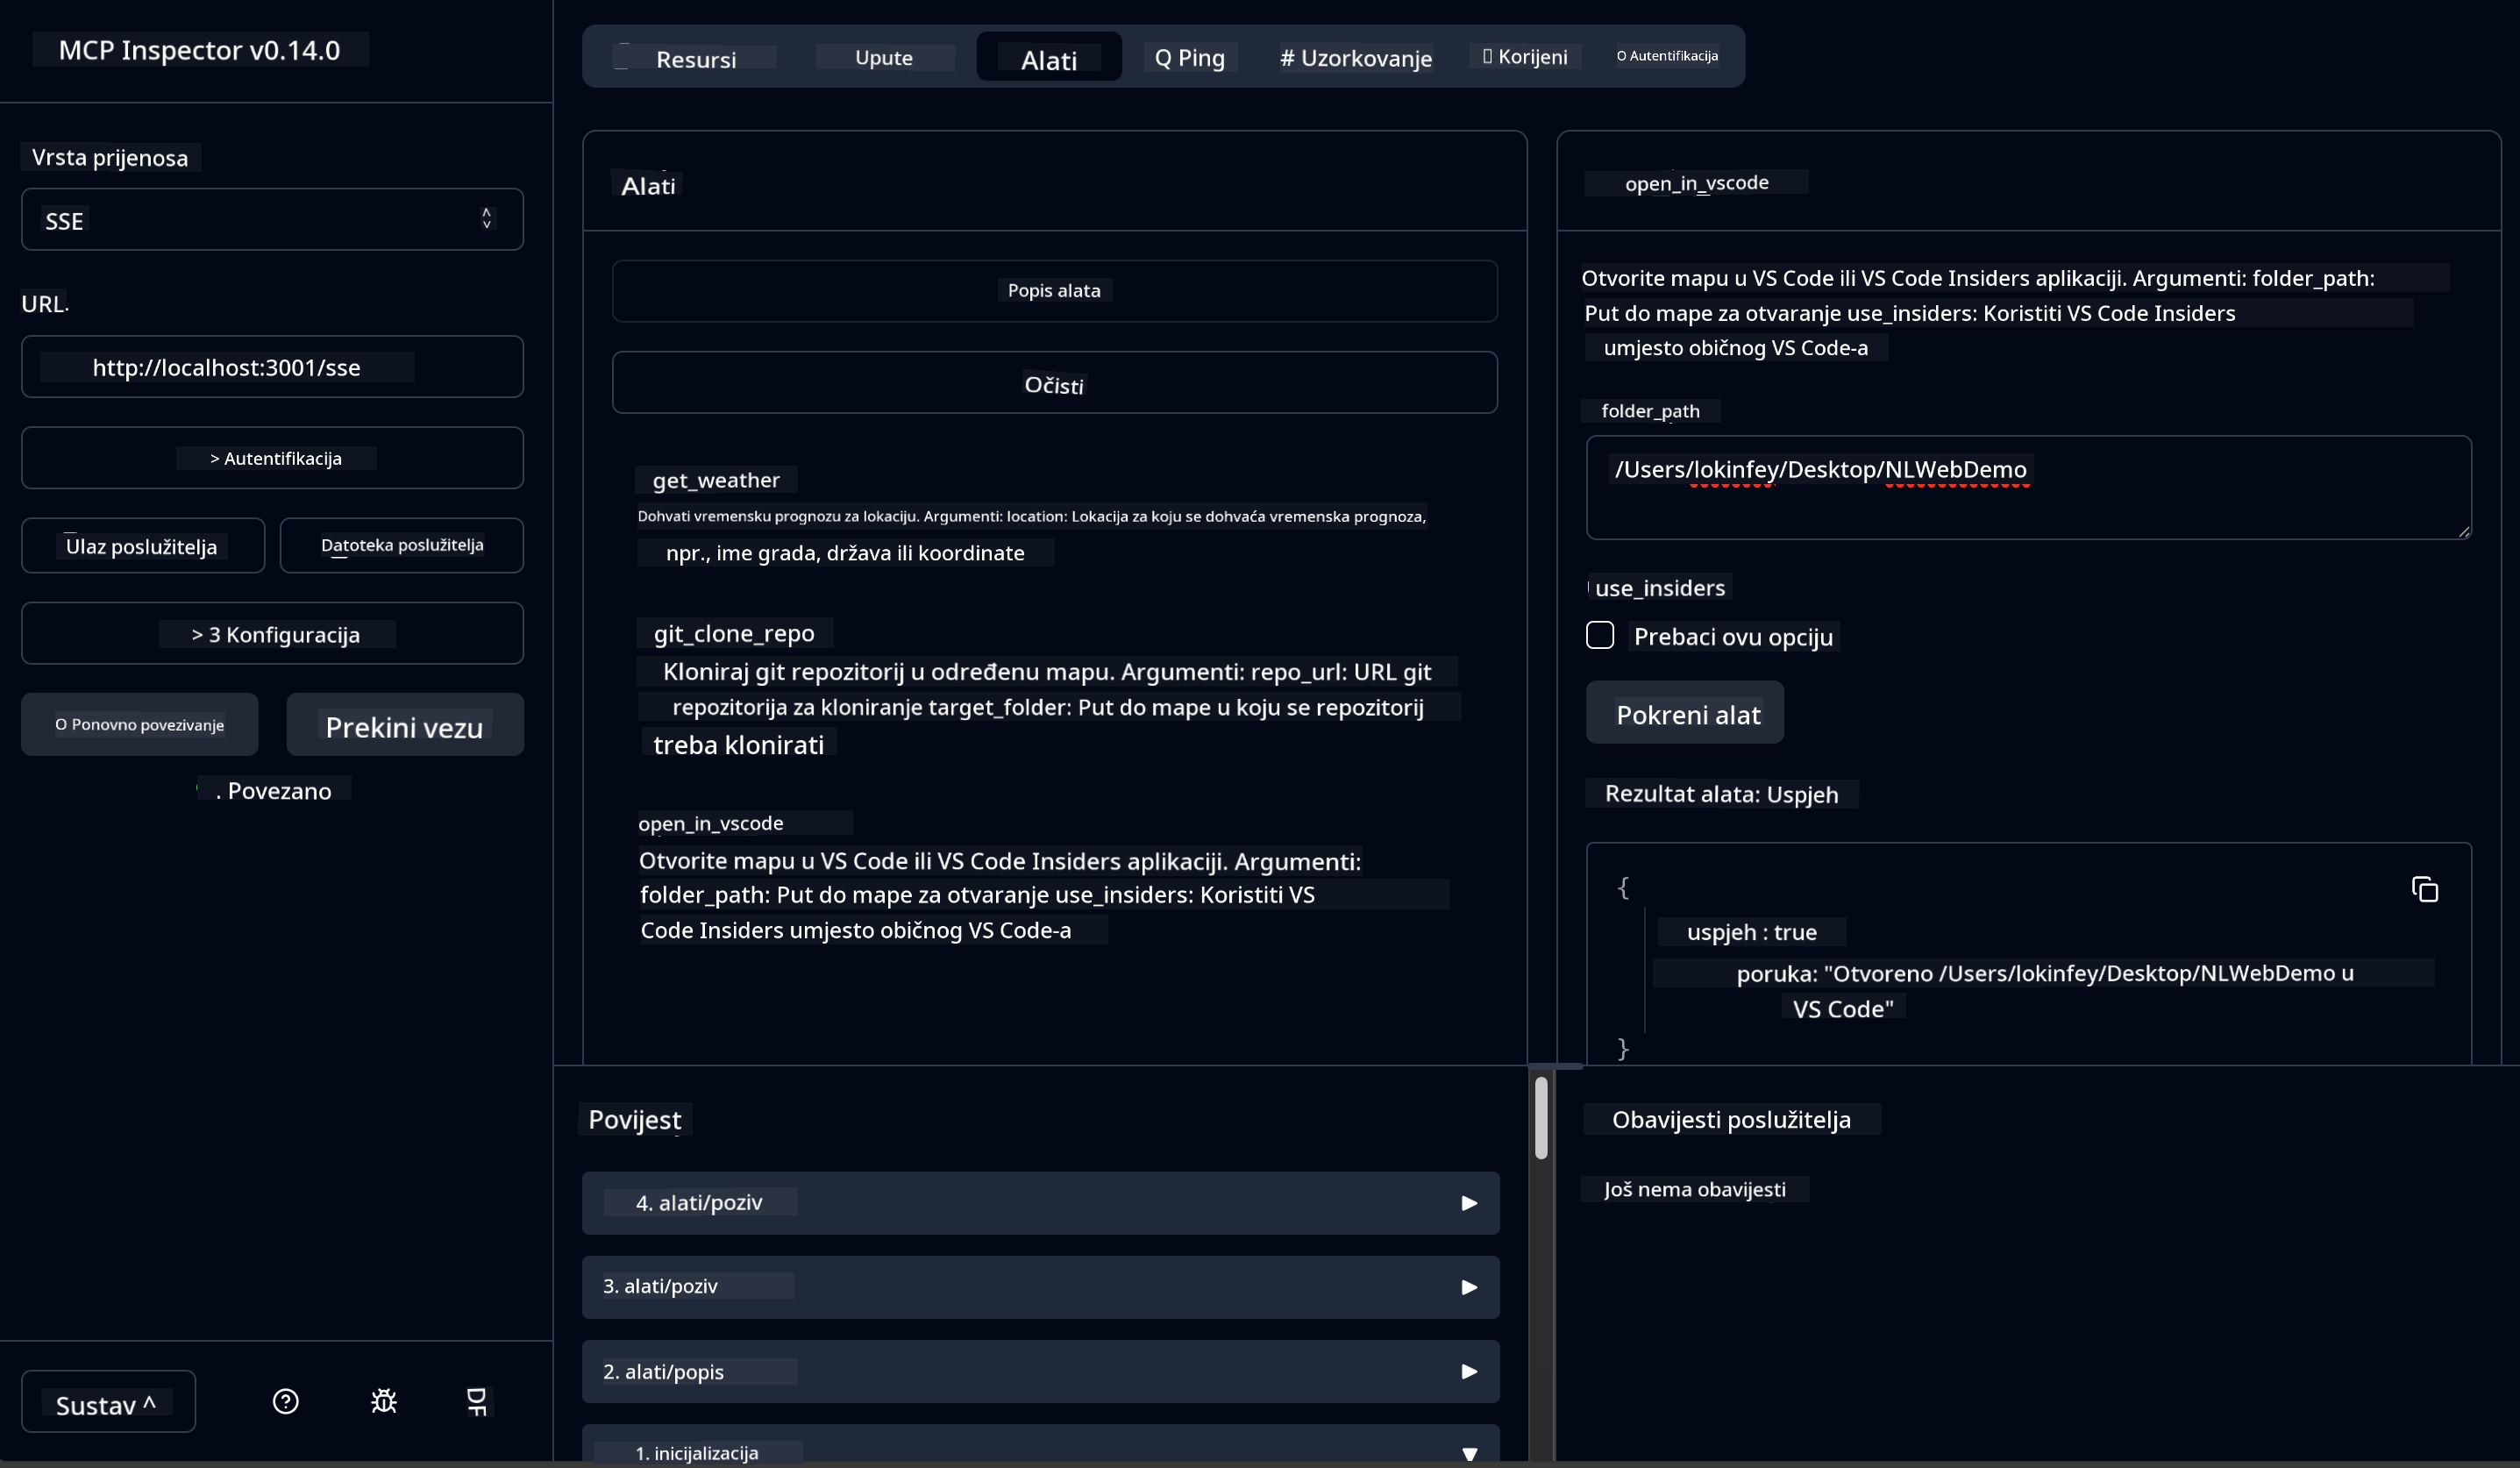 MCP Inspector v0.14.0
Vrsta prijenosa
SSE
URL.
http://localhost:3001/sse
> Autentifikacija
Ulaz poslužitelja
Datoteka poslužitelja
> 3 Konfiguracija
O Ponovno povezivanje
Prekini vezu
. Povezano
Sustav ^
DF
Resursi
Upute
Alati
Q Ping
# Uzorkovanje
Korijeni
O Autentifikacija
Alati
Popis alata
Očisti
get_weather
Dohvati vremensku prognozu za lokaciju. Argumenti: location: Lokacija za koju se dohvaća vremenska prognoza,
npr., ime grada, država ili koordinate
git_clone_repo
Kloniraj git repozitorij u određenu mapu. Argumenti: repo_url: URL git
repozitorija za kloniranje target_folder: Put do mape u koju se repozitorij
treba klonirati
open_in_vscode
Otvorite mapu u VS Code ili VS Code Insiders aplikaciji. Argumenti:
folder_path: Put do mape za otvaranje use_insiders: Koristiti VS
Code Insiders umjesto običnog VS Code-a
open_in_vscode
Otvorite mapu u VS Code ili VS Code Insiders aplikaciji. Argumenti: folder_path:
Put do mape za otvaranje use_insiders: Koristiti VS Code Insiders
umjesto običnog VS Code-a
folder_path
/Users/lokinfey/Desktop/NLWebDemo
use_insiders
Prebaci ovu opciju
Pokreni alat
Rezultat alata: Uspjeh
{
uspjeh : true
poruka: "Otvoreno /Users/lokinfey/Desktop/NLWebDemo u
VS Code"
}
Povijest
4. alati/poziv
3. alati/poziv
2. alati/popis
1. inicijalizacija
Obavijesti poslužitelja
Još nema obavijesti